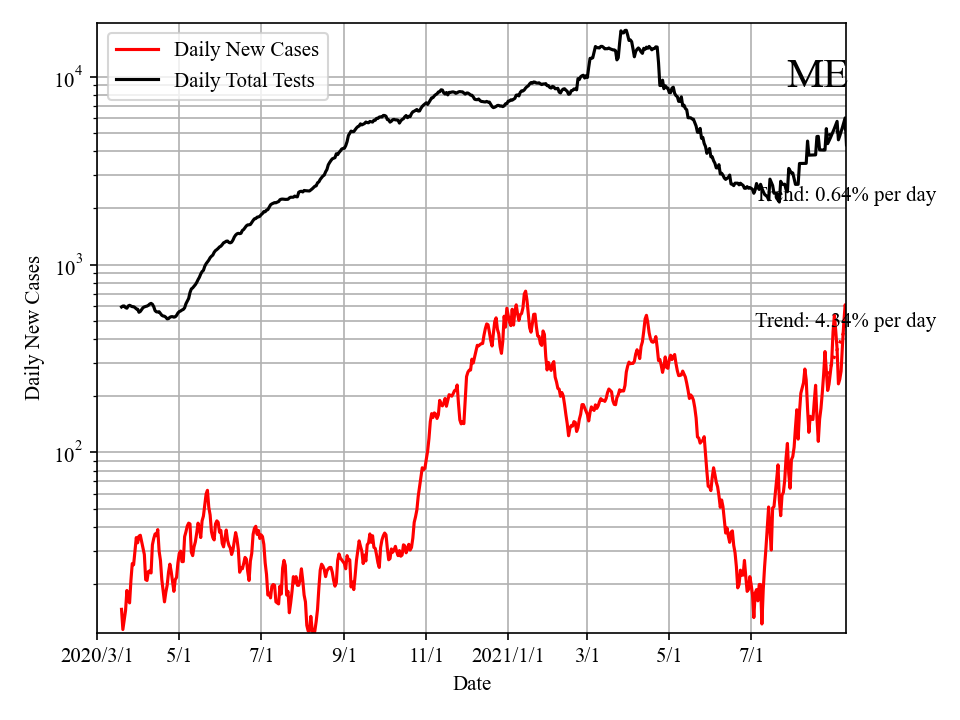 Daily New Cases
Daily Total Tests
ME
10^4
Trend: 0.64% per day
10^3
Trend: 4.34% per day
Daily New Cases
10^2
2020/3/1 5/1 7/1 9/1 11/1 2021/1/1 3/1 5/1 7/1
Date